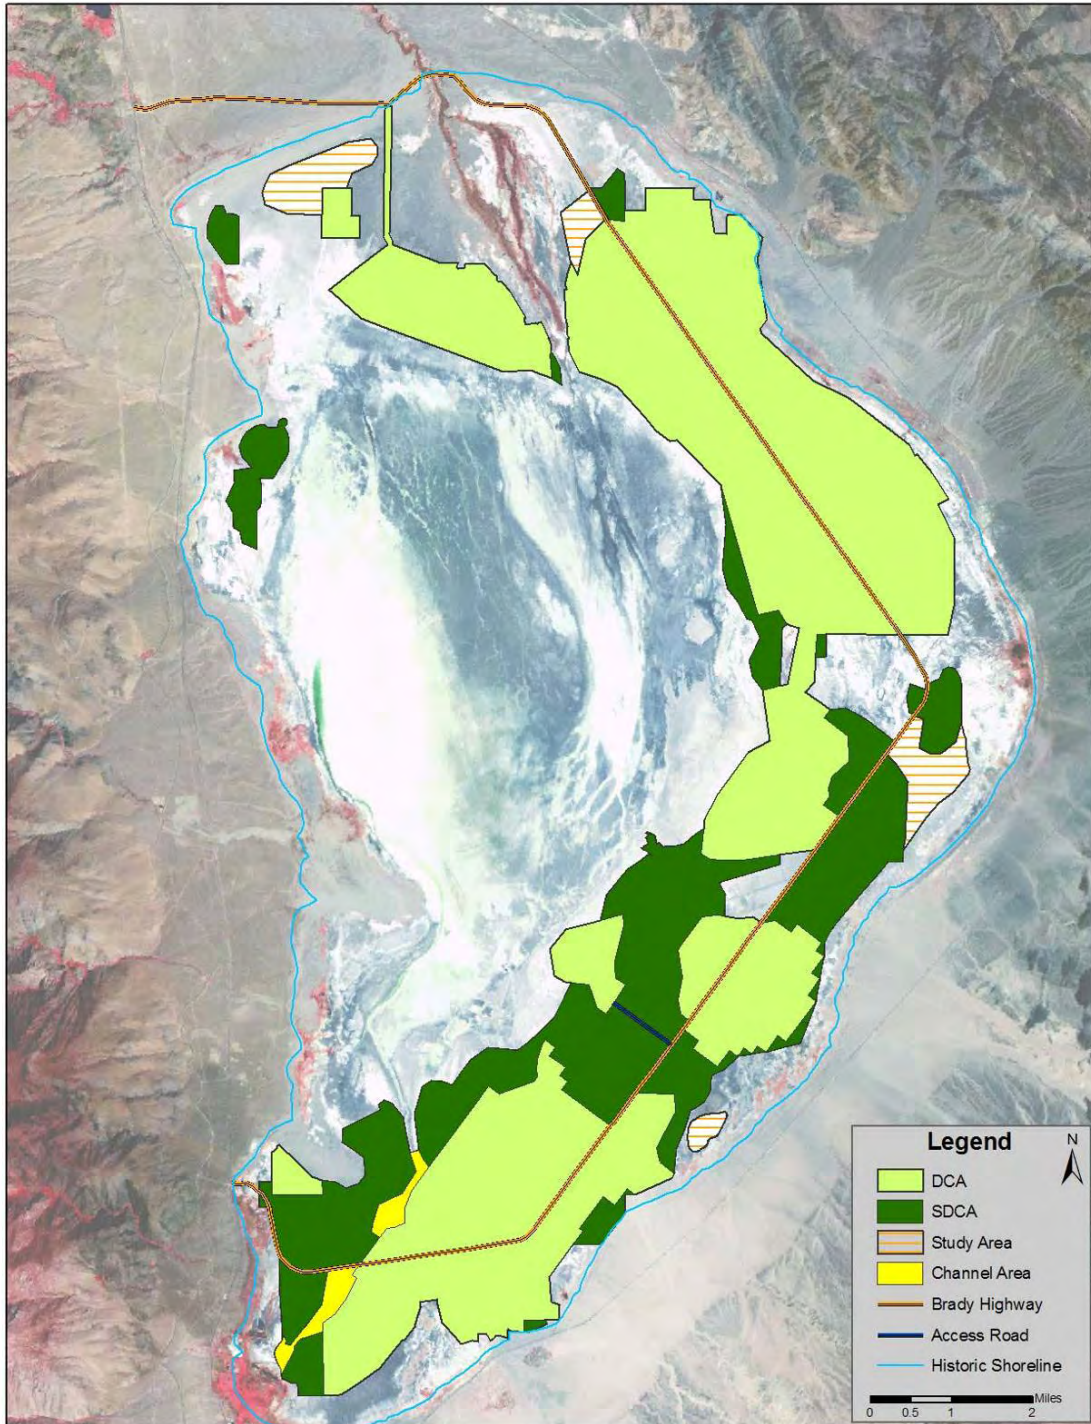 Legend
N
DCA
SDCA
Study Area
Channel Area
Brady Highway
Access Road
Historic Shoreline
Miles
0 0.5 1 2